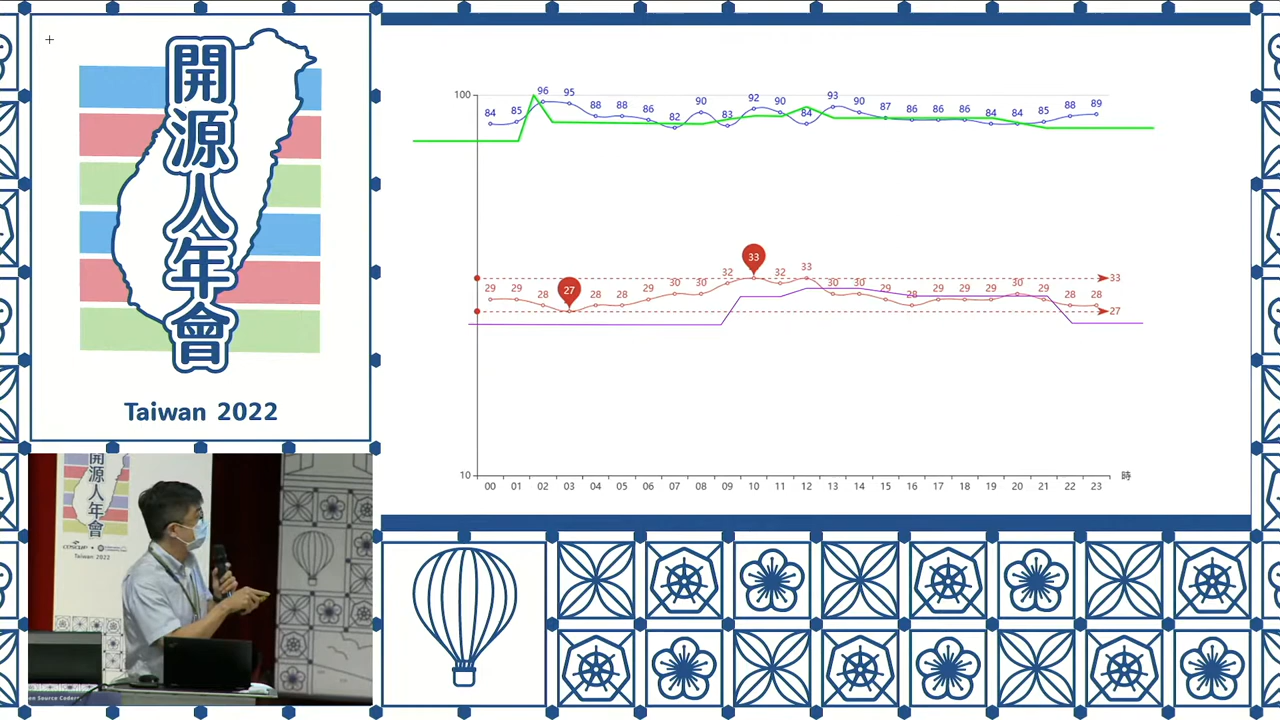 開源人年會
Taiwan 2022
100
84 85 96 95 88 88 86 82 90 83 92 90 84 93 90 87 86 86 86 84 84 85 88 89
33
27
29 29 28 28 28 29 30 30 32 32 33 30 30 29 28 29 29 29 30 29 28 28
33
27
10
00 01 02 03 04 05 06 07 08 09 10 11 12 13 14 15 16 17 18 19 20 21 22 23
時
開源人年會
Taiwan 2022
en Source Coders